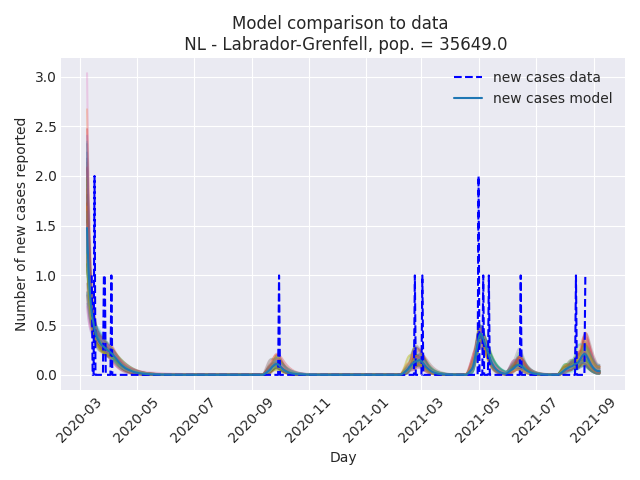 Model comparison to data
NL - Labrador-Grenfell, pop. = 35649.0
new cases data
new cases model
Number of new cases reported
3.0
2.5
2.0
1.5
1.0
0.5
0.0
2020-03
2020-05
2020-07
2020-09
2020-11
2021-01
2021-03
2021-05
2021-07
2021-09
Day